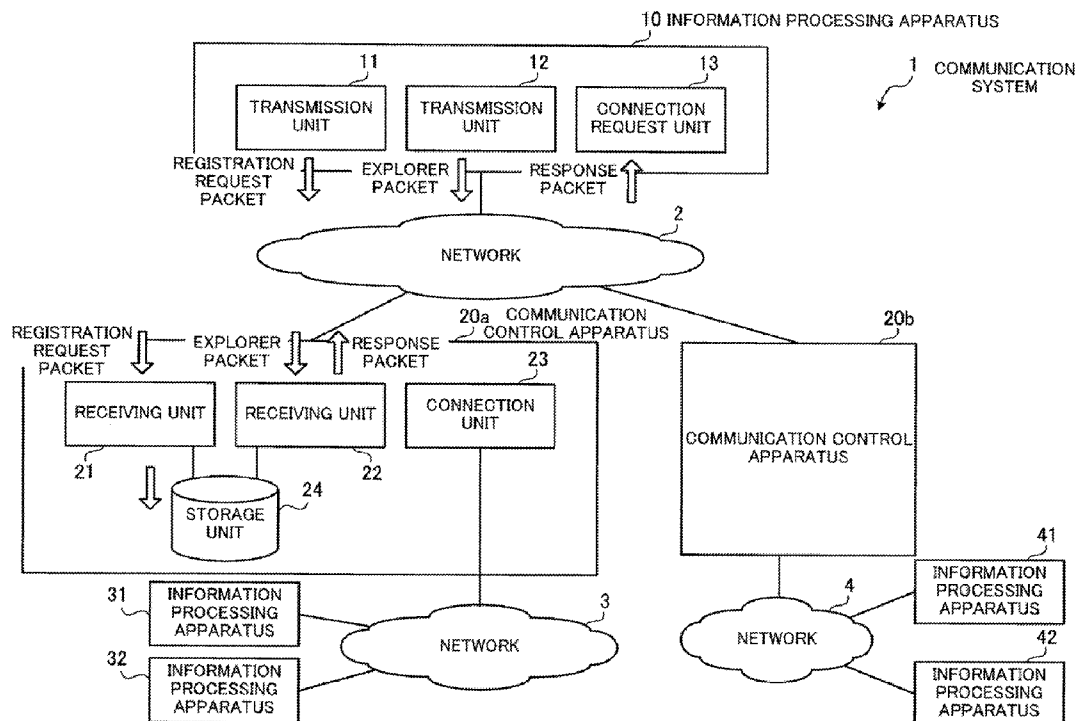 10 INFORMATION PROCESSING APPARATUS
1 COMMUNICATION
SYSTEM
11
12
13
TRANSMISSION
UNIT
TRANSMISSION
UNIT
CONNECTION
REQUEST UNIT
REGISTRATION
REQUEST
PACKET
EXPLORER
PACKET
RESPONSE
PACKET
2
NETWORK
20a COMMUNICATION
CONTROL APPARATUS
20b
REGISTRATION
REQUEST
PACKET
EXPLORER
PACKET
RESPONSE
PACKET
23
RECEIVING UNIT
RECEIVING UNIT
CONNECTION
UNIT
COMMUNICATION CONTROL
APPARATUS
21
22
24
STORAGE
UNIT
31
INFORMATION
PROCESSING
APPARATUS
3
NETWORK
32
INFORMATION
PROCESSING
APPARATUS
4
NETWORK
41
INFORMATION
PROCESSING
APPARATUS
42
INFORMATION
PROCESSING
APPARATUS